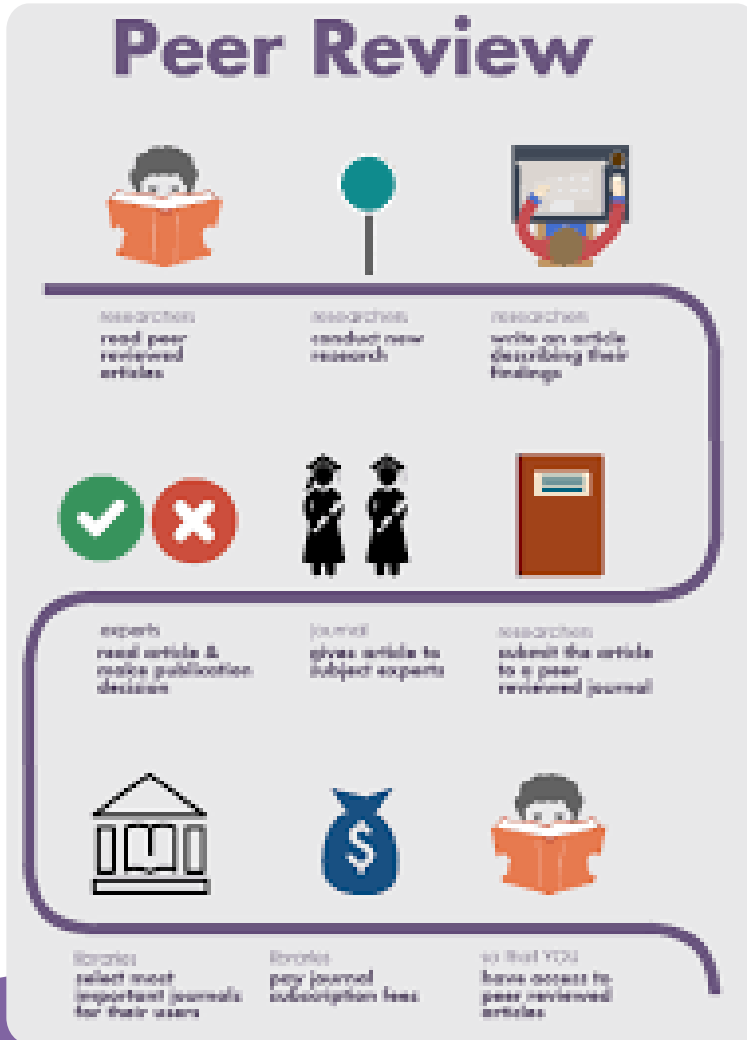 Peer Review
researchers
read peer
reviewed
articles
researchers
conduct new
research
researchers
write an article
describing their
findings
experts
read article &
make publication
decision
journal
gives article to
subject experts
researchers
submit the article
to a peer
reviewed journal
libraries
select most
important journals
for their users
libraries
pay journal
subscription fees
$
so that YOU
have access to
peer reviewed
articles